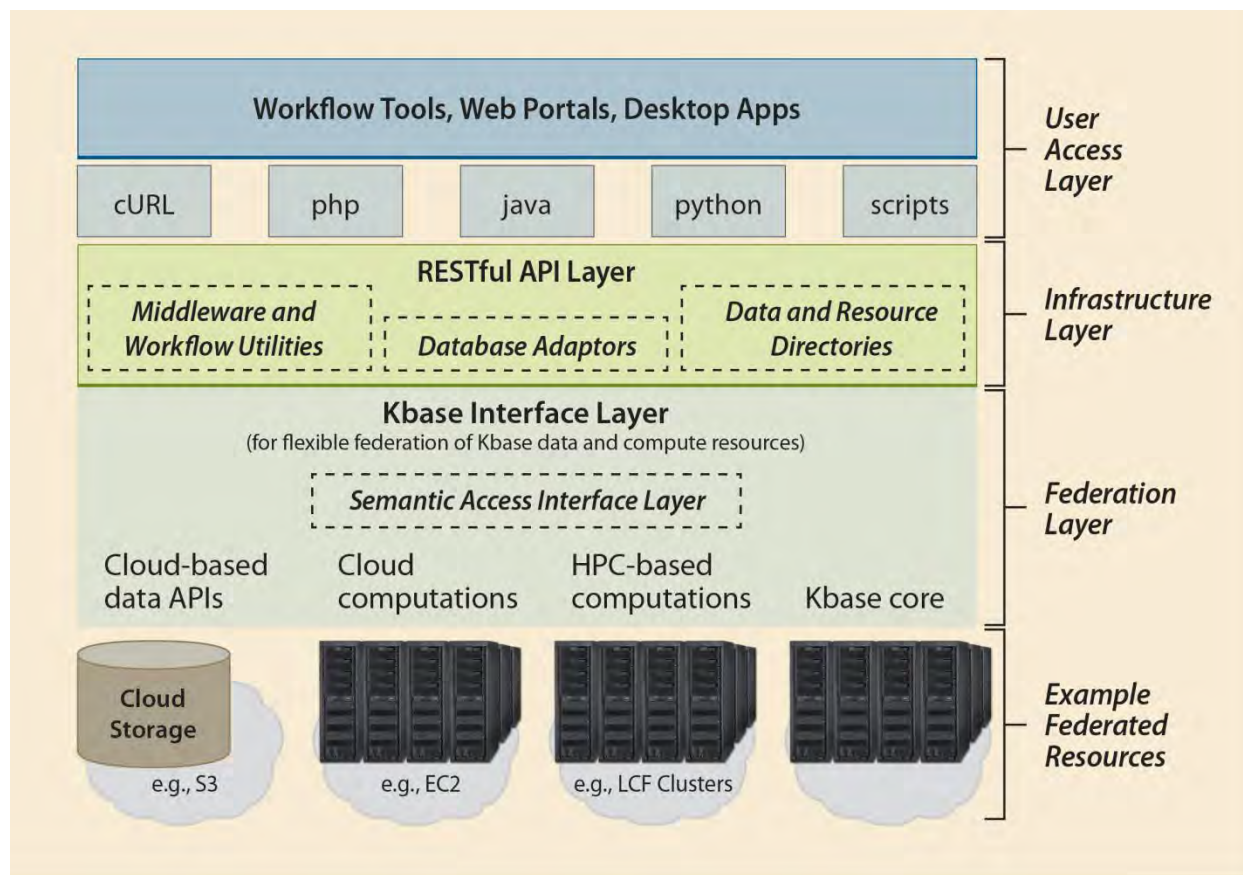 Workflow Tools, Web Portals, Desktop Apps
cURL
php
java
python
scripts
User
Access
Layer
RESTful API Layer
Middleware and
Workflow Utilities
Database Adaptors
Data and Resource
Directories
Infrastructure
Layer
Kbase Interface Layer
(for flexible federation of Kbase data and compute resources)
Semantic Access Interface Layer
Cloud-based
data APIs
Cloud
computations
HPC-based
computations
Kbase core
Federation
Layer
Cloud
Storage
e.g., S3
e.g., EC2
e.g., LCF Clusters
Example
Federated
Resources